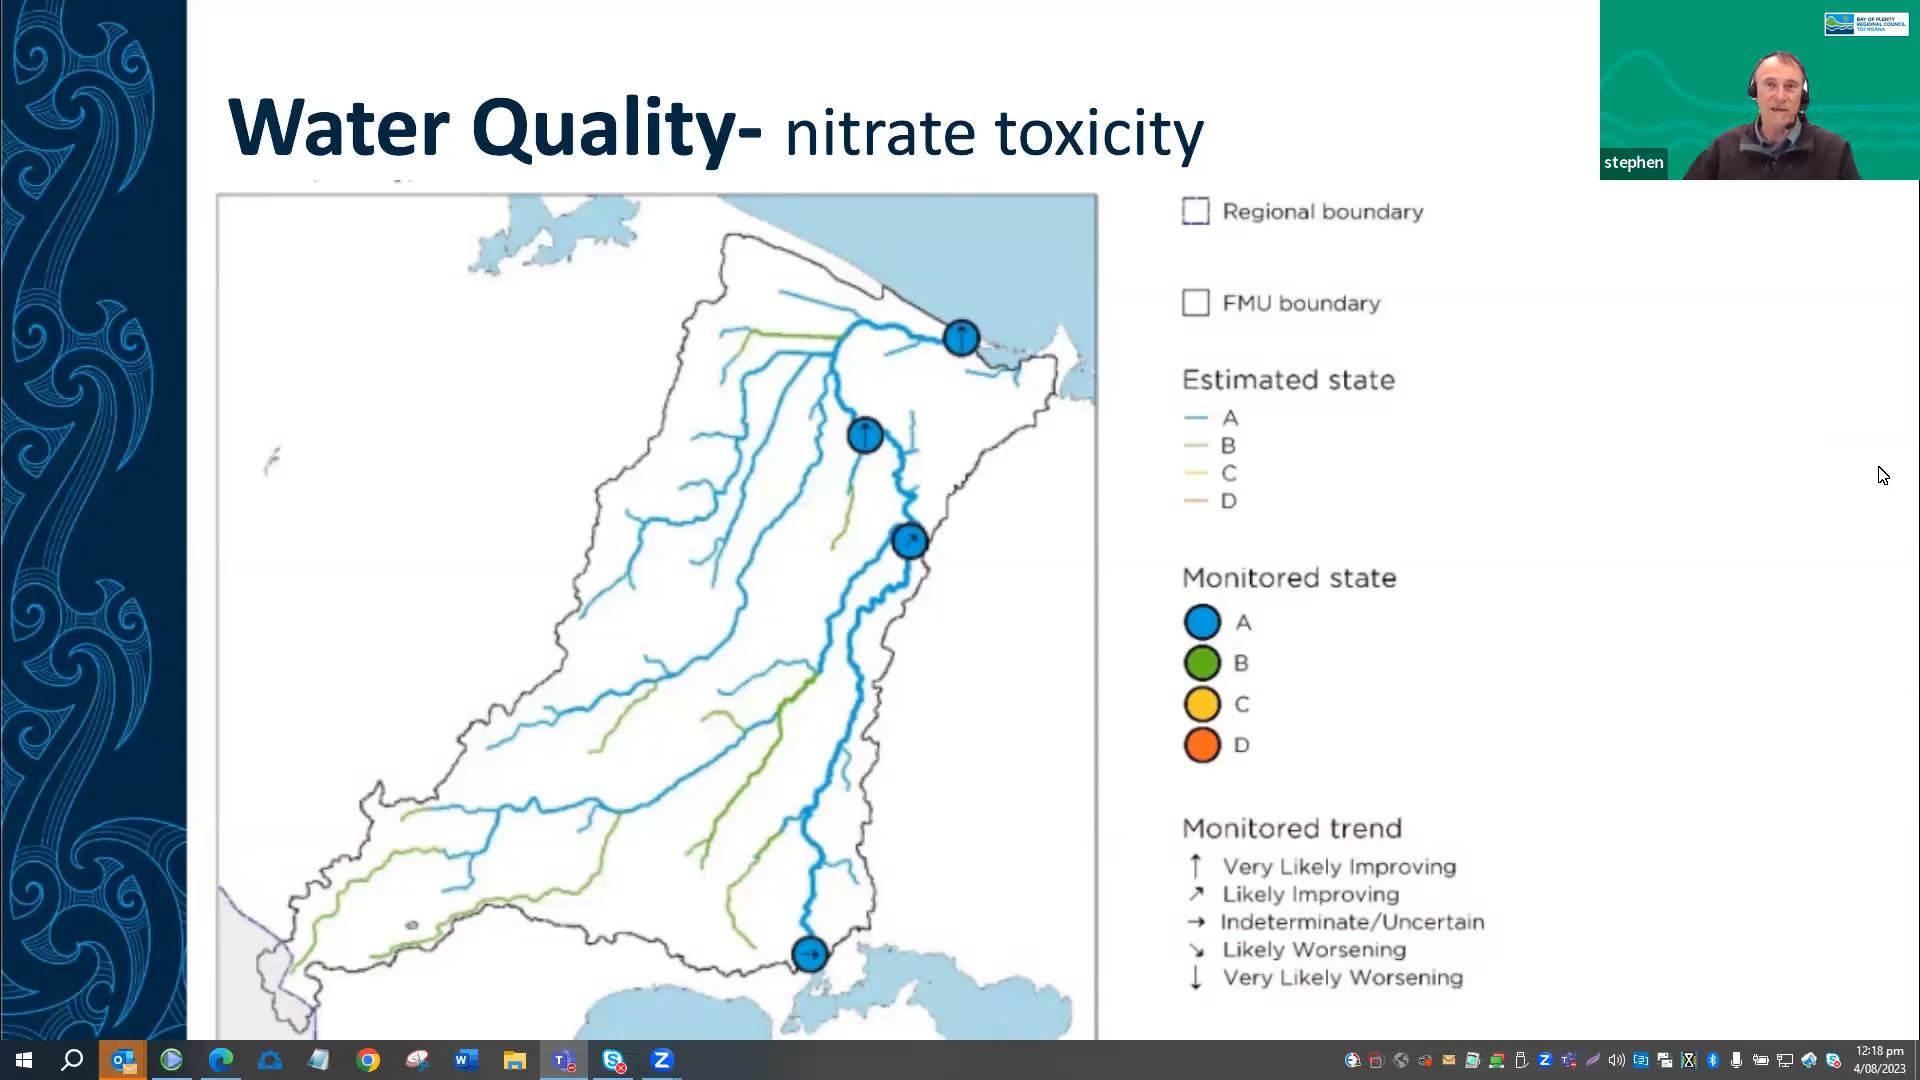 Water Quality- nitrate toxicity
BAY OF PLENTY
REGIONAL COUNCIL
TOI MOANA
stephen
Regional boundary
FMU boundary
Estimated state
A
B
C
D
Monitored state
A
B
C
D
Monitored trend
Very Likely Improving
Likely Improving
Indeterminate/Uncertain
Likely Worsening
Very Likely Worsening
12:18 pm
4/08/2023